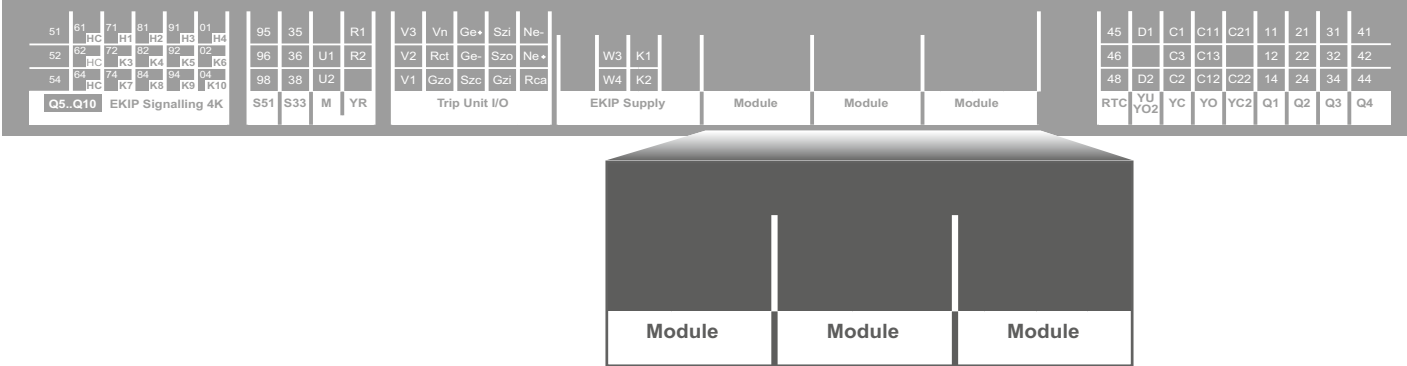 51 61 HC 71 H1 81 H2 91 H3 01 H4 95 35 R1 V3 Vn Ge+ Szi Ne- 45 D1 C1 C11 C21 11 21 31 41
52 62 HC 72 K3 82 K4 92 K5 02 K6 96 36 U1 R2 V2 Rct Ge- Szo Ne+ W3 K1 46 C3 C13 12 22 32 42
54 64 HC 74 K7 84 K8 94 K9 04 K10 98 38 U2 V1 Gzo Szc Gzi Rca W4 K2 48 D2 C2 C12 C22 14 24 34 44
Q5..Q10 EKIP Signalling 4K S51 S33 M YR Trip Unit I/O EKIP Supply Module Module Module RTC YU YO2 YC YO YC2 Q1 Q2 Q3 Q4
Module Module Module